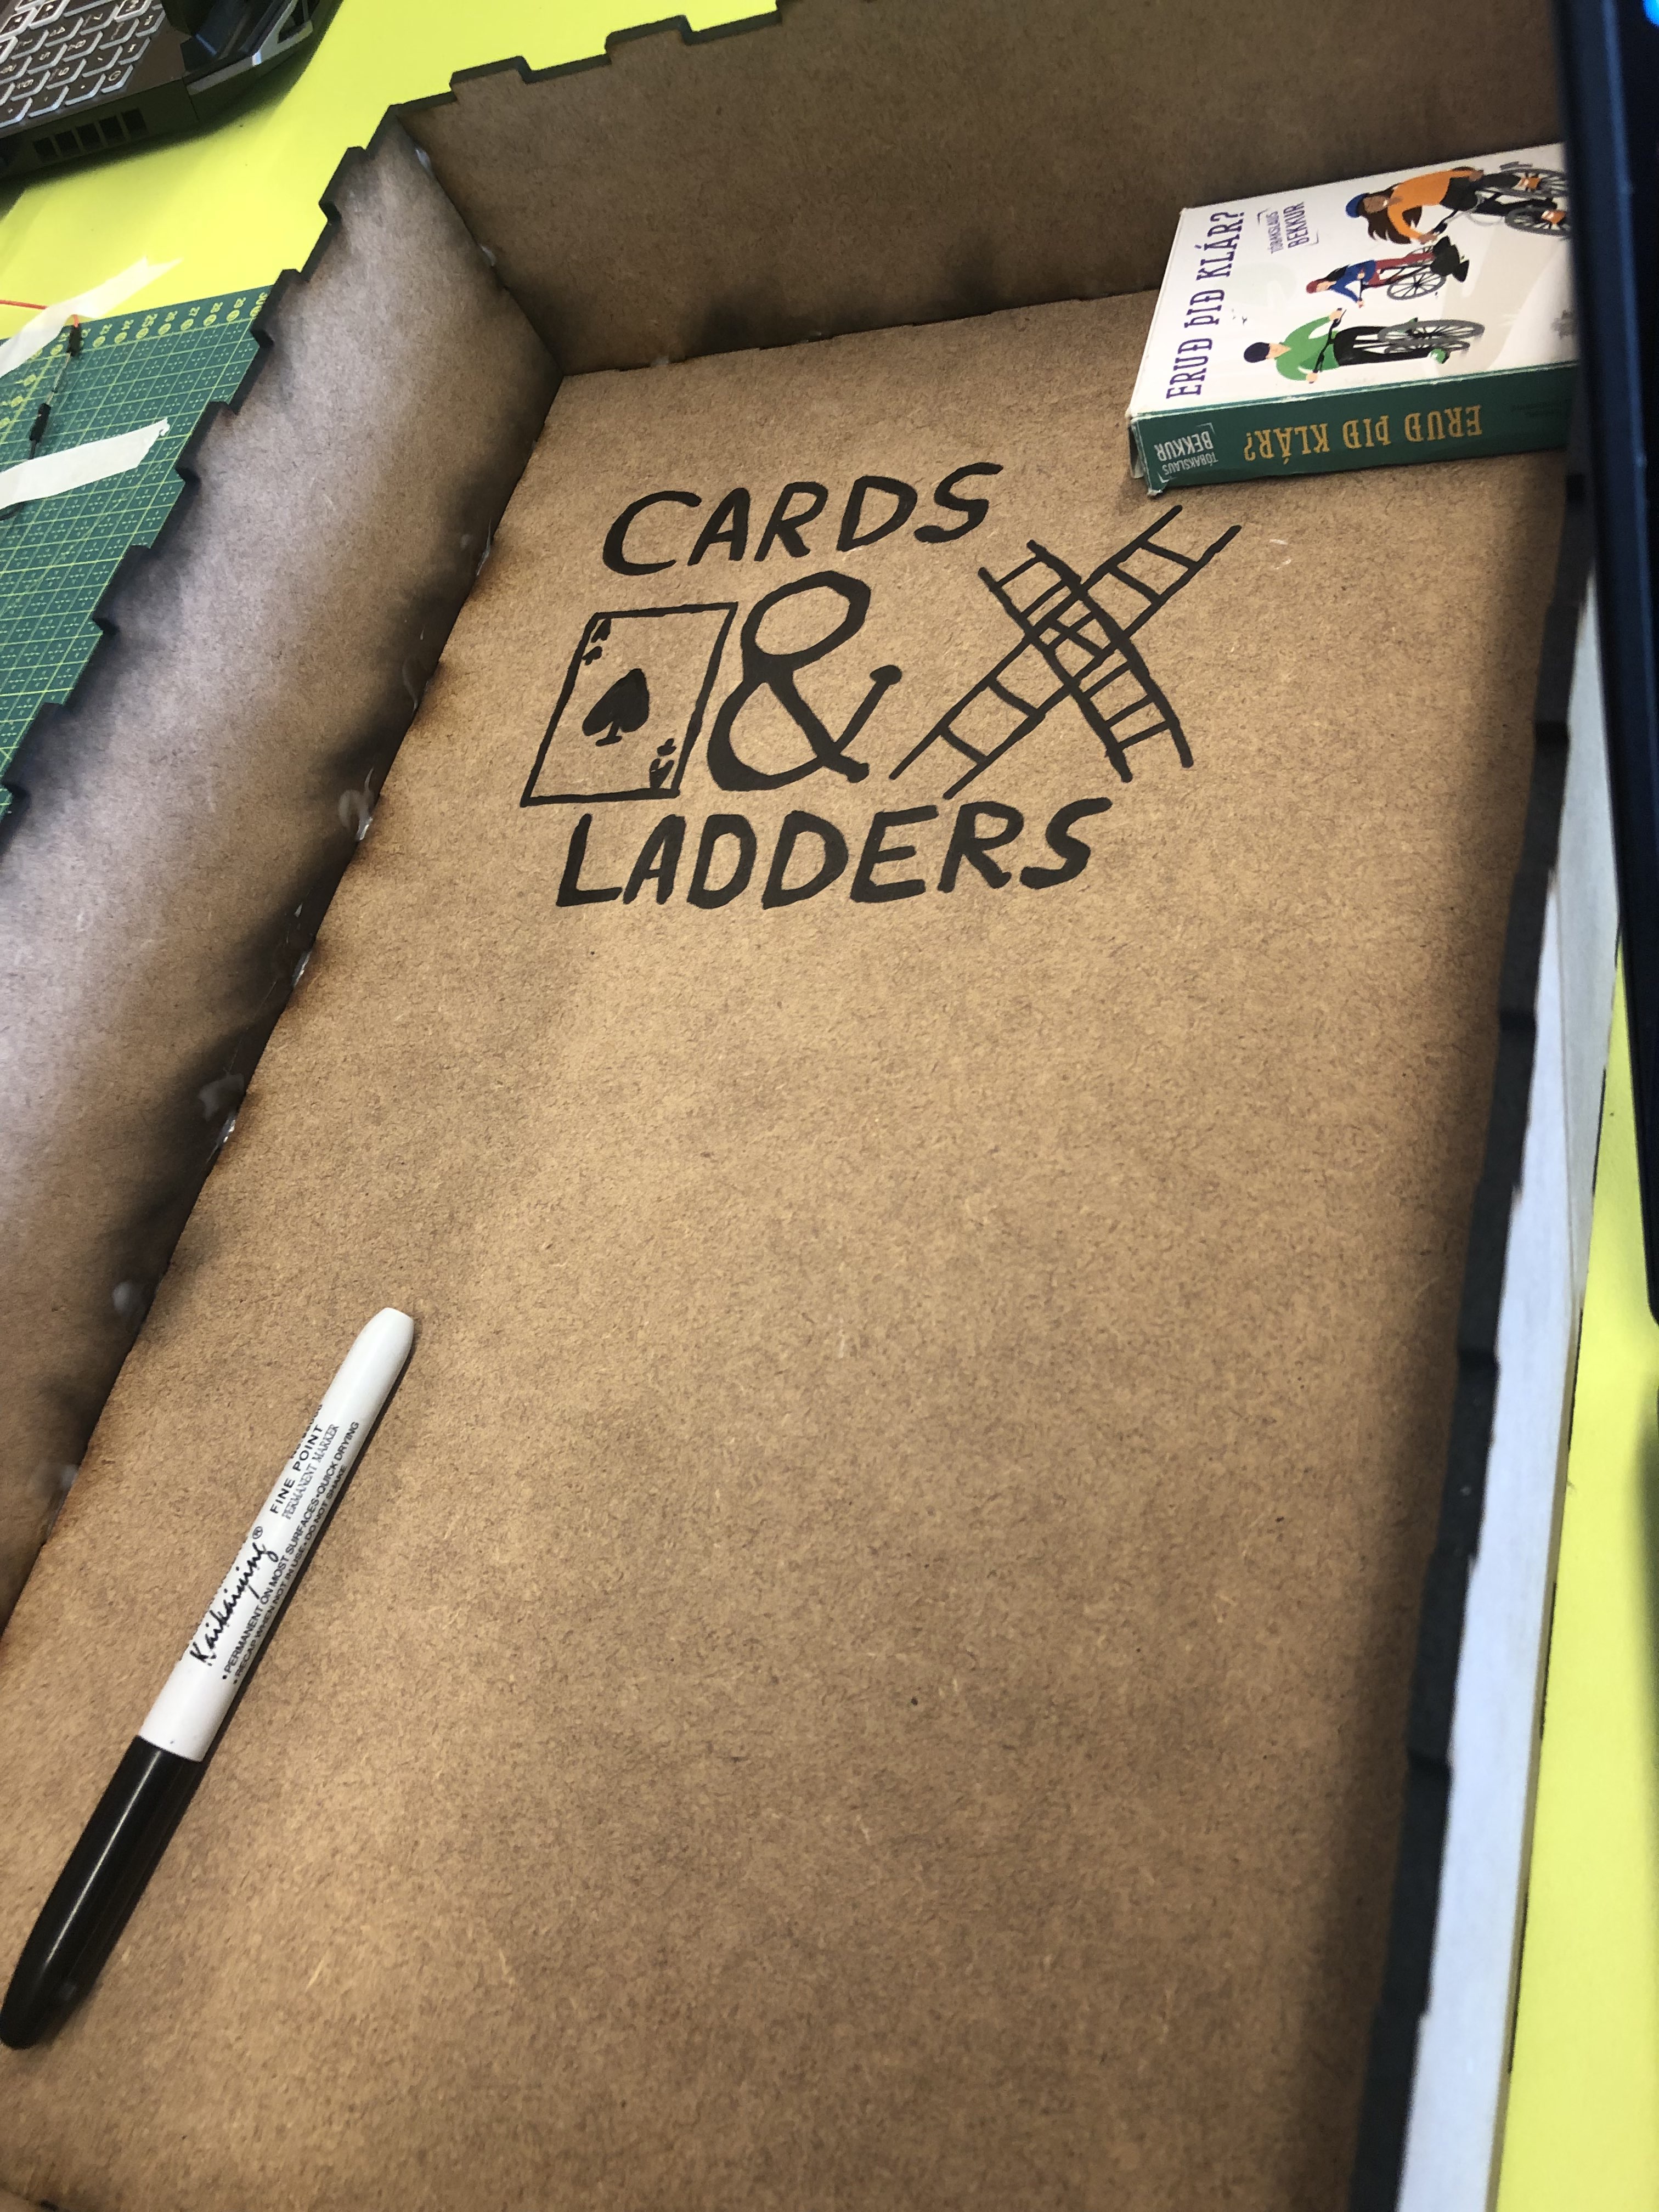 CARDS
&
LADDERS
A
A
ERUÐ ÞIÐ KLÁR?
TÓBAKSLAUS
BEKKUR
ERUÐ ÞIÐ KLÁR?
TÓBAKSLAUS
BEKKUR
Kaikaiming®
FINE POINT
PERMANENT MARKER
•PERMANENT ON MOST SURFACES•QUICK DRYING
•RECAP WHEN NOT IN USE•DO NOT SHAKE